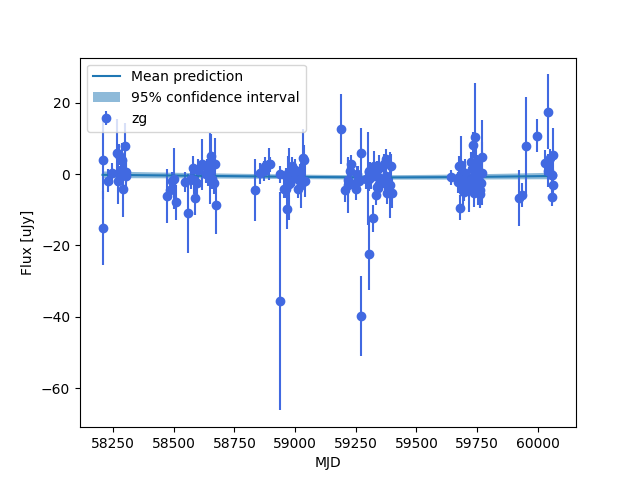 Mean prediction
95% confidence interval
zg
20
0
−20
−40
−60
Flux [uJy]
58250 58500 58750 59000 59250 59500 59750 60000
MJD